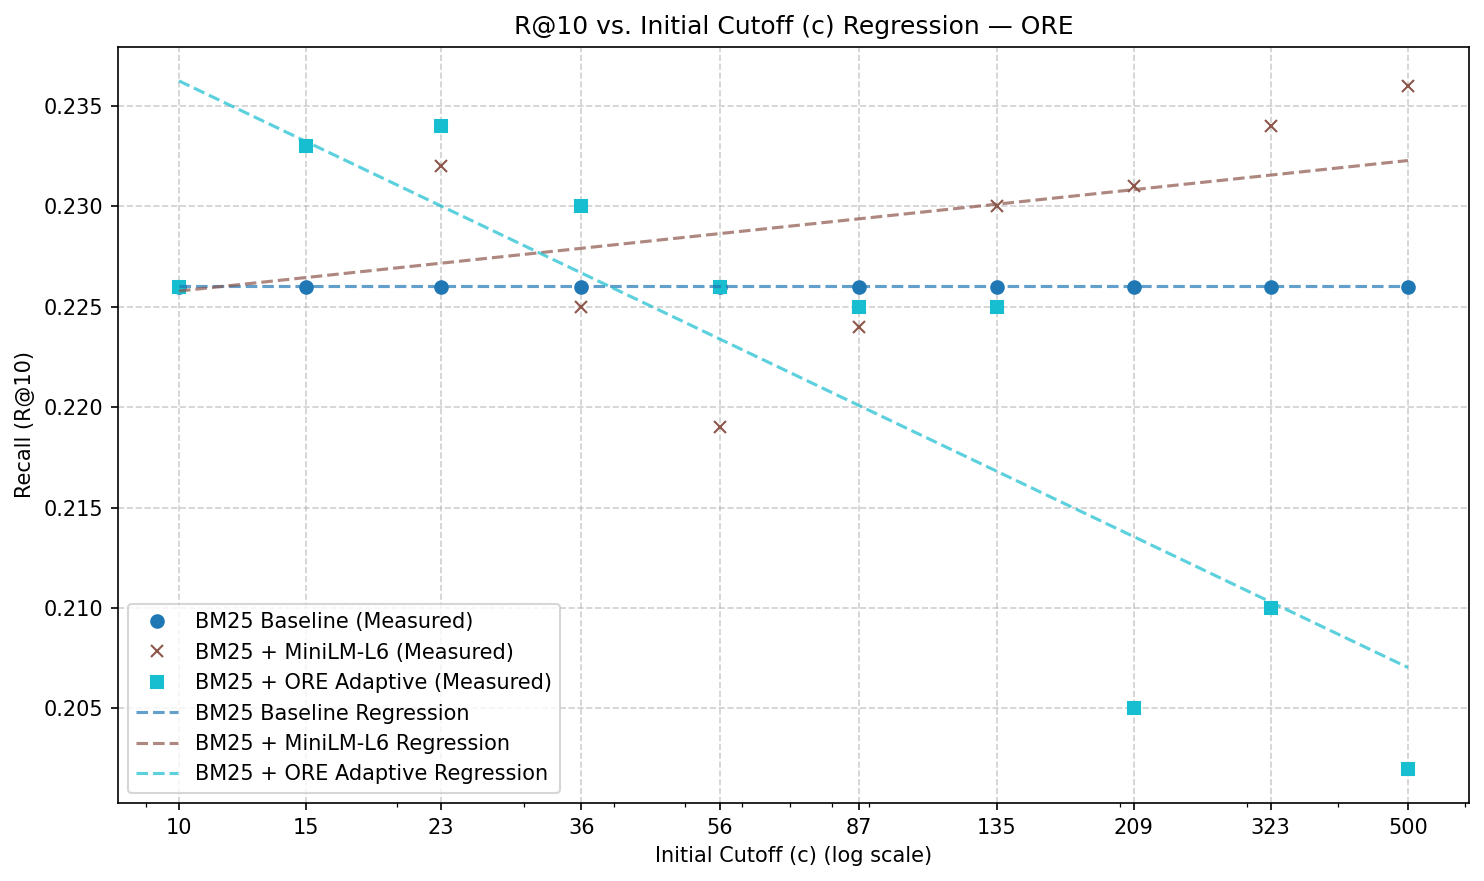 R@10 vs. Initial Cutoff (c) Regression — ORE
Recall (R@10)
0.235
0.230
0.225
0.220
0.215
0.210
0.205
BM25 Baseline (Measured)
BM25 + MiniLM-L6 (Measured)
BM25 + ORE Adaptive (Measured)
BM25 Baseline Regression
BM25 + MiniLM-L6 Regression
BM25 + ORE Adaptive Regression
10 15 23 36 56 87 135 209 323 500
Initial Cutoff (c) (log scale)